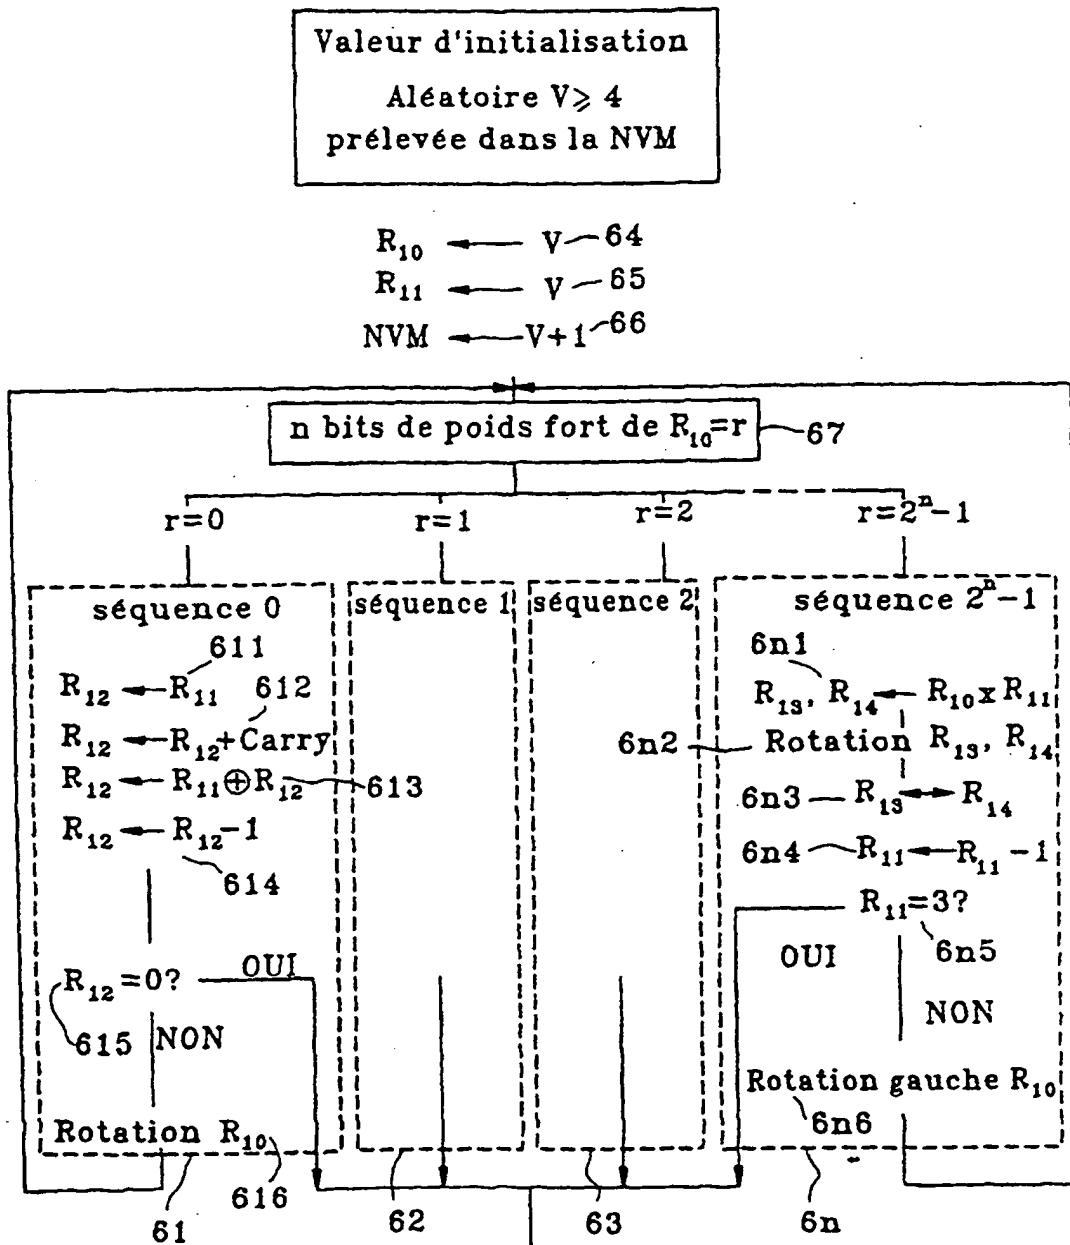 Valeur d'initialisation
Aléatoire V⩾ 4
prélevée dans la NVM
R₁₀ ← V 64
R₁₁ ← V 65
NVM ← V+1 66
n bits de poids fort de R₁₀=r 67
r=0 r=1 r=2 r=2ⁿ-1
séquence 0 séquence 1 séquence 2 séquence 2ⁿ-1
611
R₁₂ ← R₁₁
612
R₁₂ ← R₁₂+Carry
R₁₂ ← R₁₁⊕R₁₂ 613
R₁₂ ← R₁₂-1
614
R₁₂=0? OUI
615 NON
Rotation R₁₀
616
6n1
R₁₃, R₁₄ ← R₁₀xR₁₁
6n2 Rotation R₁₃, R₁₄
6n3 R₁₃ ↔ R₁₄
6n4 R₁₁ ← R₁₁-1
R₁₁=3?
OUI 6n5
NON
Rotation gauche R₁₀
6n6
61 62 63 6n